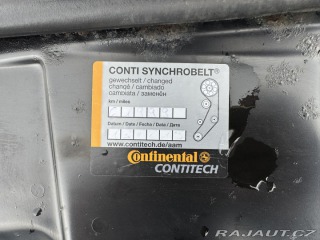 CONTI SYNCHROBELT®
gewechselt / changed
changé / cambiado
cambiata / заменён
km / miles
Datum / Date / Fecha / Data / Дата
www.contitech.de/aam
Continental
CONTITECH
RAJAUT.CZ